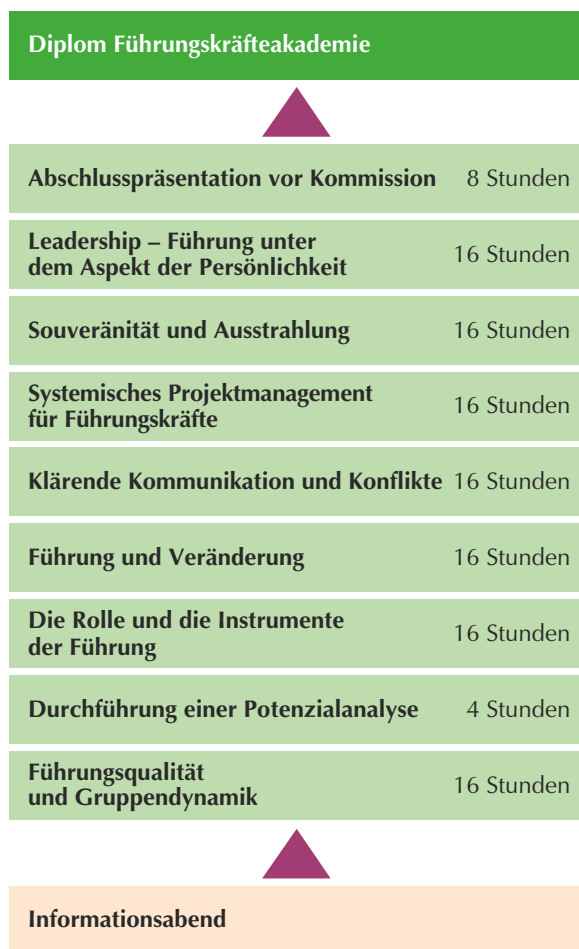 Diplom Führungskräfteakademie
Abschlusspräsentation vor Kommission 8 Stunden
Leadership – Führung unter
dem Aspekt der Persönlichkeit 16 Stunden
Souveränität und Ausstrahlung 16 Stunden
Systemisches Projektmanagement
für Führungskräfte 16 Stunden
Klärende Kommunikation und Konflikte 16 Stunden
Führung und Veränderung 16 Stunden
Die Rolle und die Instrumente
der Führung 16 Stunden
Durchführung einer Potenzialanalyse 4 Stunden
Führungsqualität
und Gruppendynamik 16 Stunden
Informationsabend